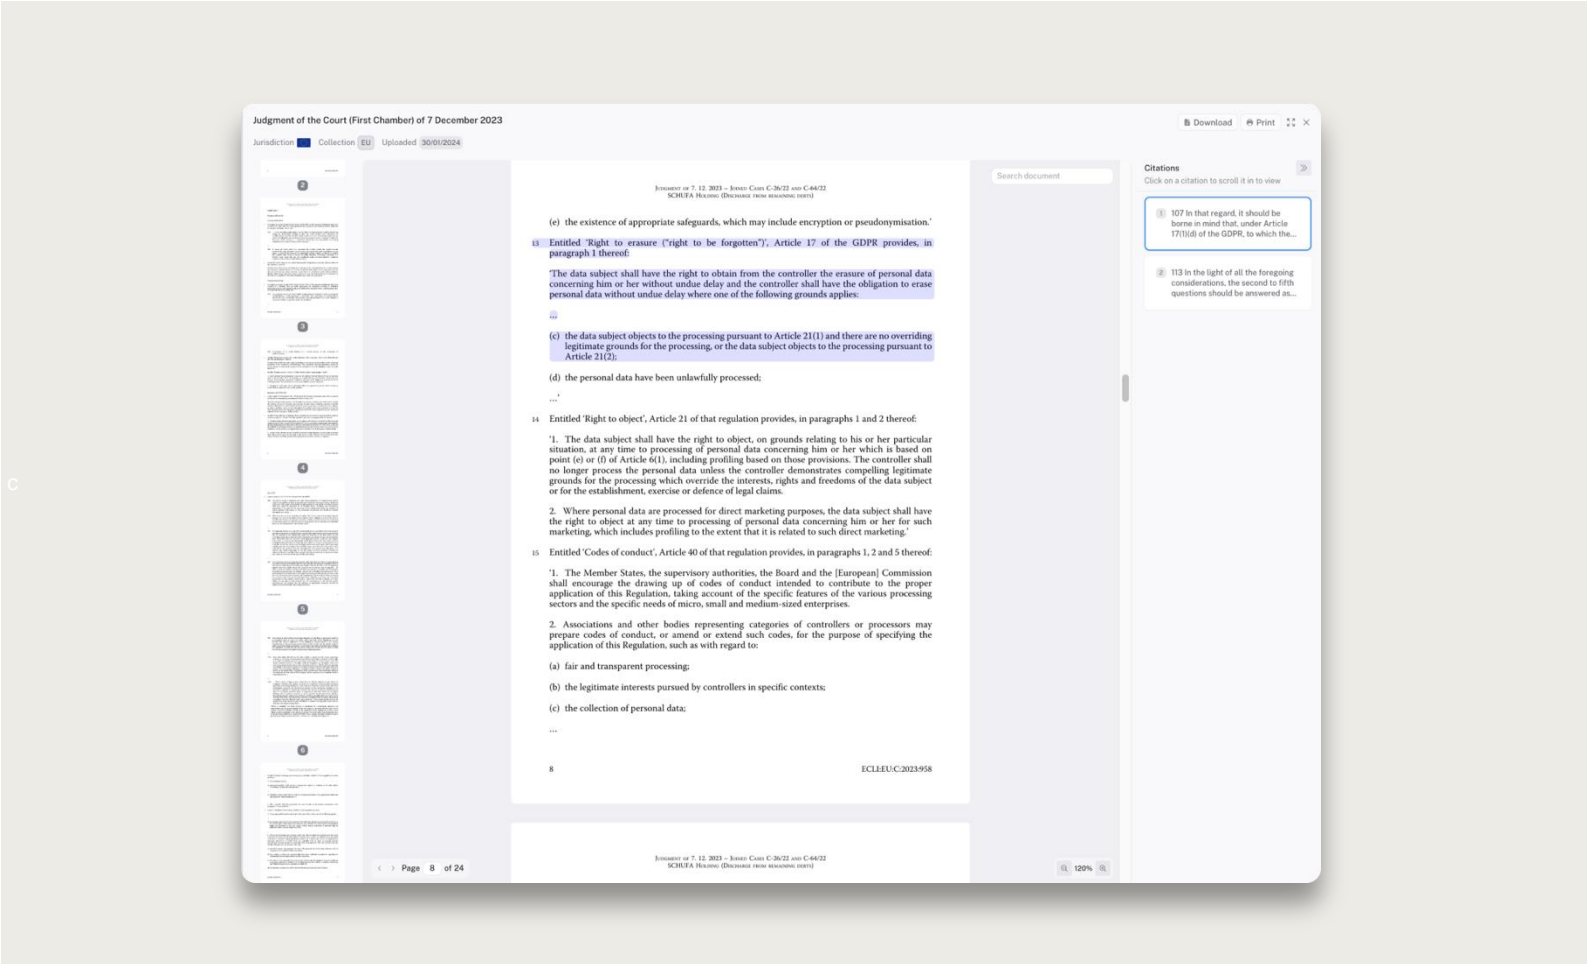 Judgment of the Court (First Chamber) of 7 December 2023
Download
Print
Jurisdiction
Collection EU
Uploaded 30/01/2024
2
3
4
5
6
Search document
JUDGMENT OF 7. 12. 2023 – JOINED CASES C-26/22 AND C-64/22
SCHUFA HOLDING (DISCHARGE FROM REMAINING DEBTS)
(e) the existence of appropriate safeguards, which may include encryption or pseudonymisation.’
13 Entitled ‘Right to erasure (“right to be forgotten”)’, Article 17 of the GDPR provides, in
paragraph 1 thereof:
‘The data subject shall have the right to obtain from the controller the erasure of personal data
concerning him or her without undue delay and the controller shall have the obligation to erase
personal data without undue delay where one of the following grounds applies:
…
(c) the data subject objects to the processing pursuant to Article 21(1) and there are no overriding
legitimate grounds for the processing, or the data subject objects to the processing pursuant to
Article 21(2);
(d) the personal data have been unlawfully processed;
…’
14 Entitled ‘Right to object’, Article 21 of that regulation provides, in paragraphs 1 and 2 thereof:
‘1. The data subject shall have the right to object, on grounds relating to his or her particular
situation, at any time to processing of personal data concerning him or her which is based on
point (e) or (f) of Article 6(1), including profiling based on those provisions. The controller shall
no longer process the personal data unless the controller demonstrates compelling legitimate
grounds for the processing which override the interests, rights and freedoms of the data subject
or for the establishment, exercise or defence of legal claims.
2. Where personal data are processed for direct marketing purposes, the data subject shall have
the right to object at any time to processing of personal data concerning him or her for such
marketing, which includes profiling to the extent that it is related to such direct marketing.’
15 Entitled ‘Codes of conduct’, Article 40 of that regulation provides, in paragraphs 1, 2 and 5 thereof:
‘1. The Member States, the supervisory authorities, the Board and the [European] Commission
shall encourage the drawing up of codes of conduct intended to contribute to the proper
application of this Regulation, taking account of the specific features of the various processing
sectors and the specific needs of micro, small and medium-sized enterprises.
2. Associations and other bodies representing categories of controllers or processors may
prepare codes of conduct, or amend or extend such codes, for the purpose of specifying the
application of this Regulation, such as with regard to:
(a) fair and transparent processing;
(b) the legitimate interests pursued by controllers in specific contexts;
(c) the collection of personal data;
…
8
ECLI:EU:C:2023:958
JUDGMENT OF 7. 12. 2023 – JOINED CASES C-26/22 AND C-64/22
SCHUFA HOLDING (DISCHARGE FROM REMAINING DEBTS)
Page 8 of 24
120%
Citations
Click on a citation to scroll it in to view
1 107 In that regard, it should be
borne in mind that, under Article
17(1)(d) of the GDPR, to which the...
2 113 In the light of all the foregoing
considerations, the second to fifth
questions should be answered as...
C